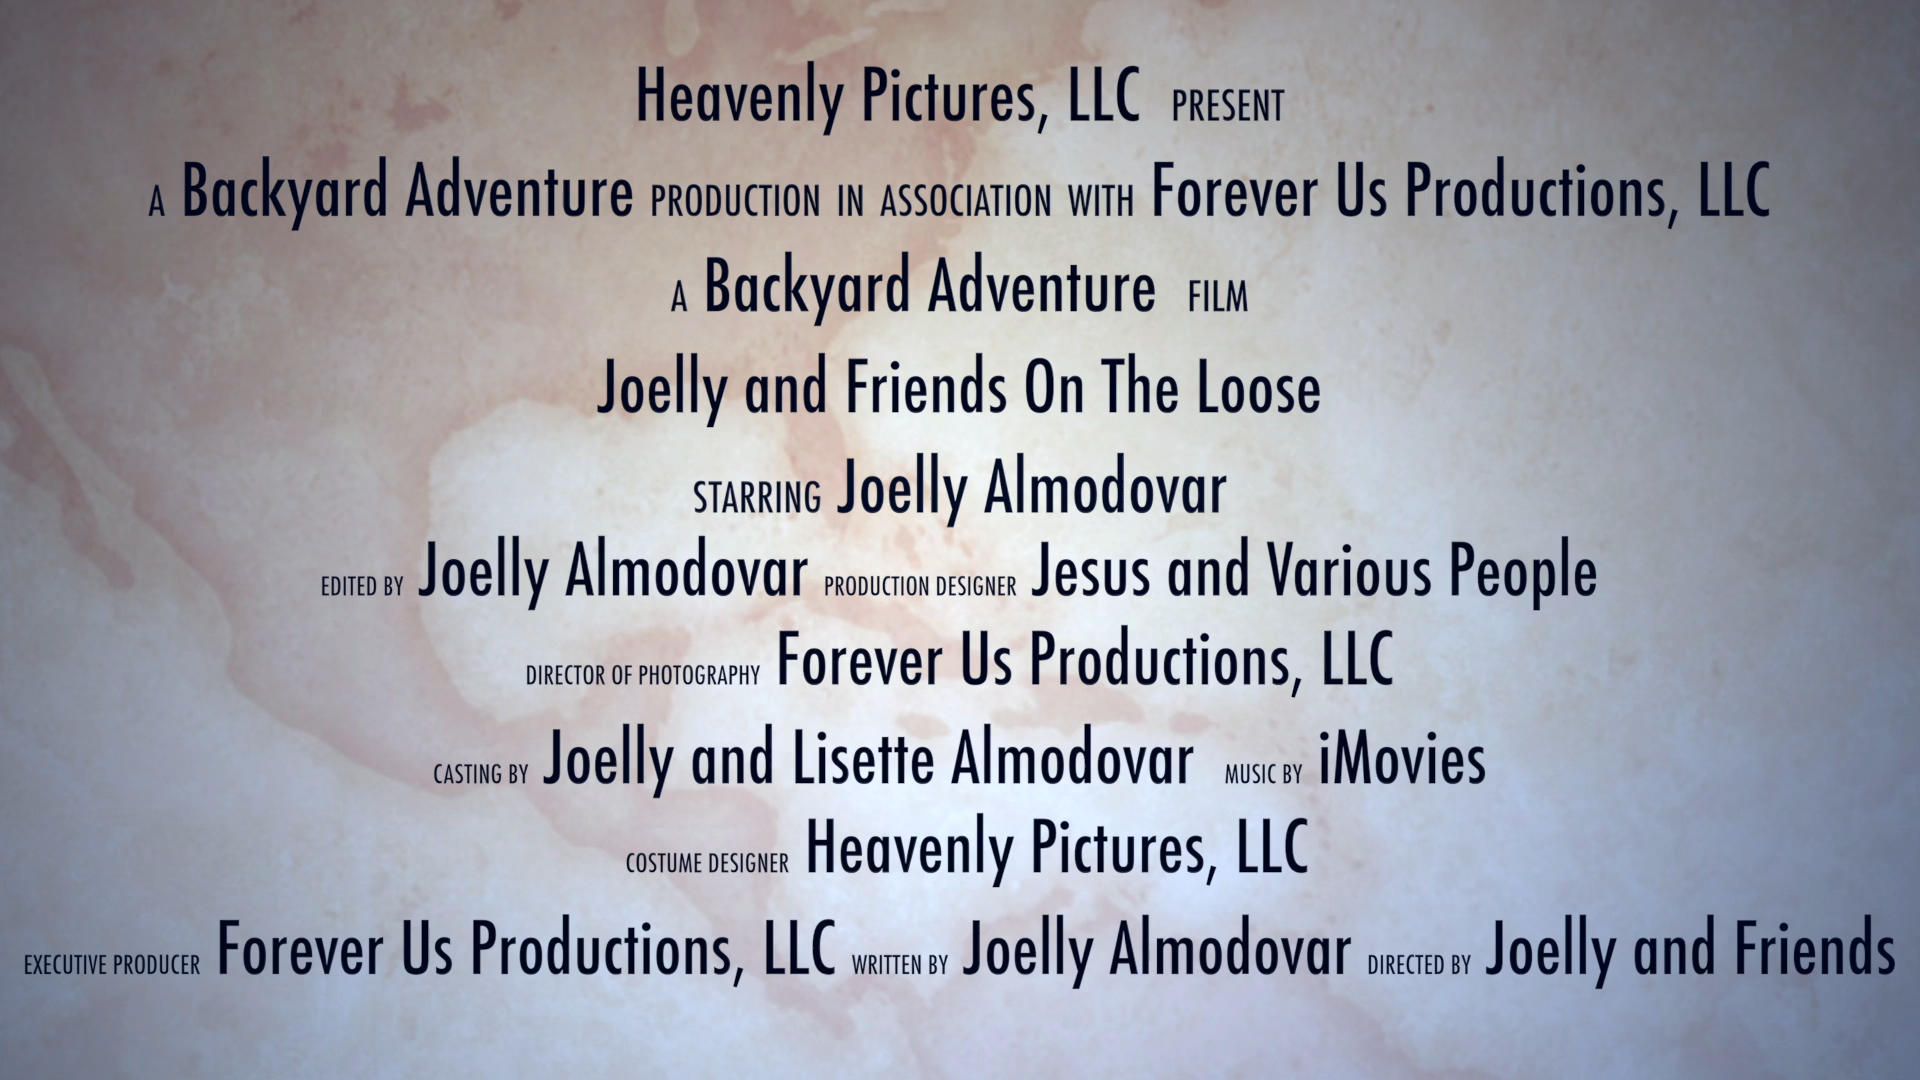 Heavenly Pictures, LLC PRESENT
A Backyard Adventure PRODUCTION IN ASSOCIATION WITH Forever Us Productions, LLC
A Backyard Adventure FILM
Joelly and Friends On The Loose
STARRING Joelly Almodovar
EDITED BY Joelly Almodovar PRODUCTION DESIGNER Jesus and Various People
DIRECTOR OF PHOTOGRAPHY Forever Us Productions, LLC
CASTING BY Joelly and Lisette Almodovar MUSIC BY iMovies
COSTUME DESIGNER Heavenly Pictures, LLC
EXECUTIVE PRODUCER Forever Us Productions, LLC WRITTEN BY Joelly Almodovar DIRECTED BY Joelly and Friends